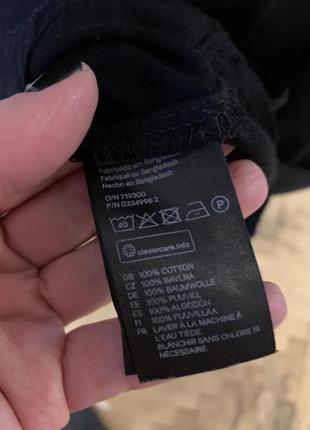 Fabricado em Bangladesh
Fabriqué en Bangladesh
Hecho en Bangladesh
O/N 719300
P/N 0234998 2
40 P
clevercare.info
GB 100% COTTON
CZ 100% BAVLNA
DE 100% BAUMWOLLE
EE 100% PUUVILL
ES 100% ALGODÓN
FI 100% PUUVILLAA
FR LAVER À LA MACHINE À
L'EAU TIÈDE.
BLANCHIR SANS CHLORE SI
NÉCESSAIRE.